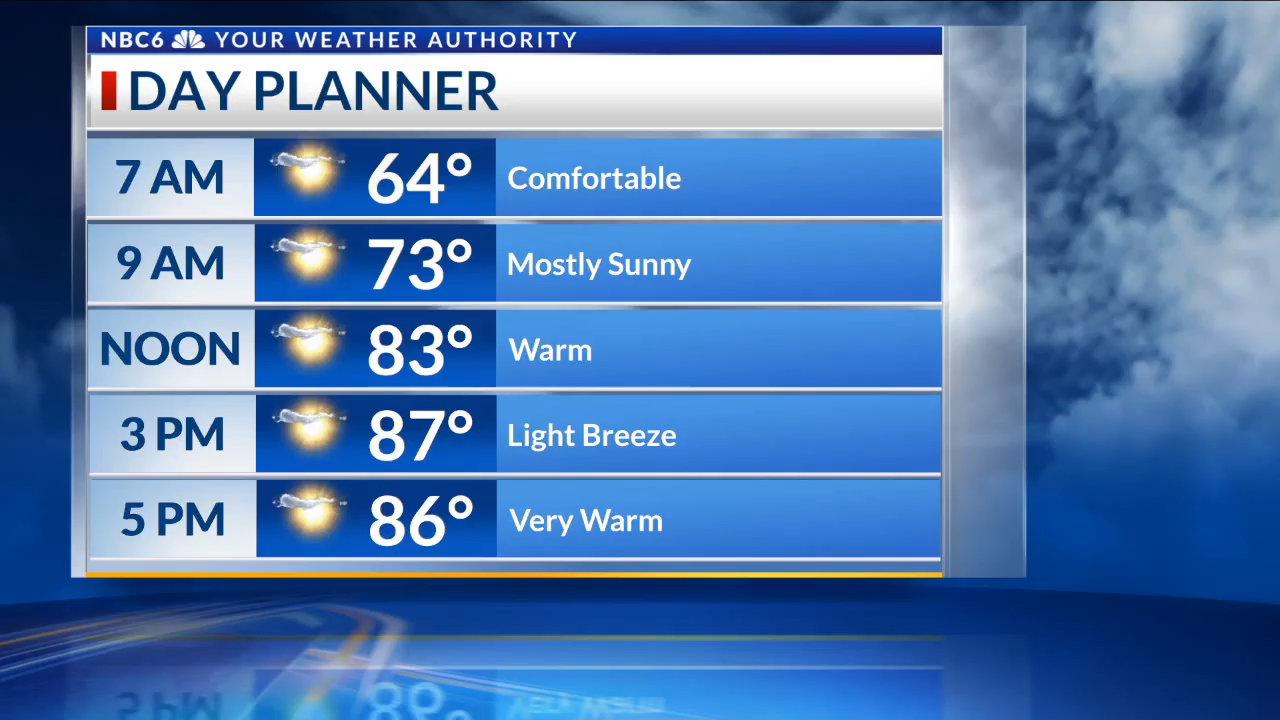 NBC6 YOUR WEATHER AUTHORITY
DAY PLANNER
7 AM 64° Comfortable
9 AM 73° Mostly Sunny
NOON 83° Warm
3 PM 87° Light Breeze
5 PM 86° Very Warm